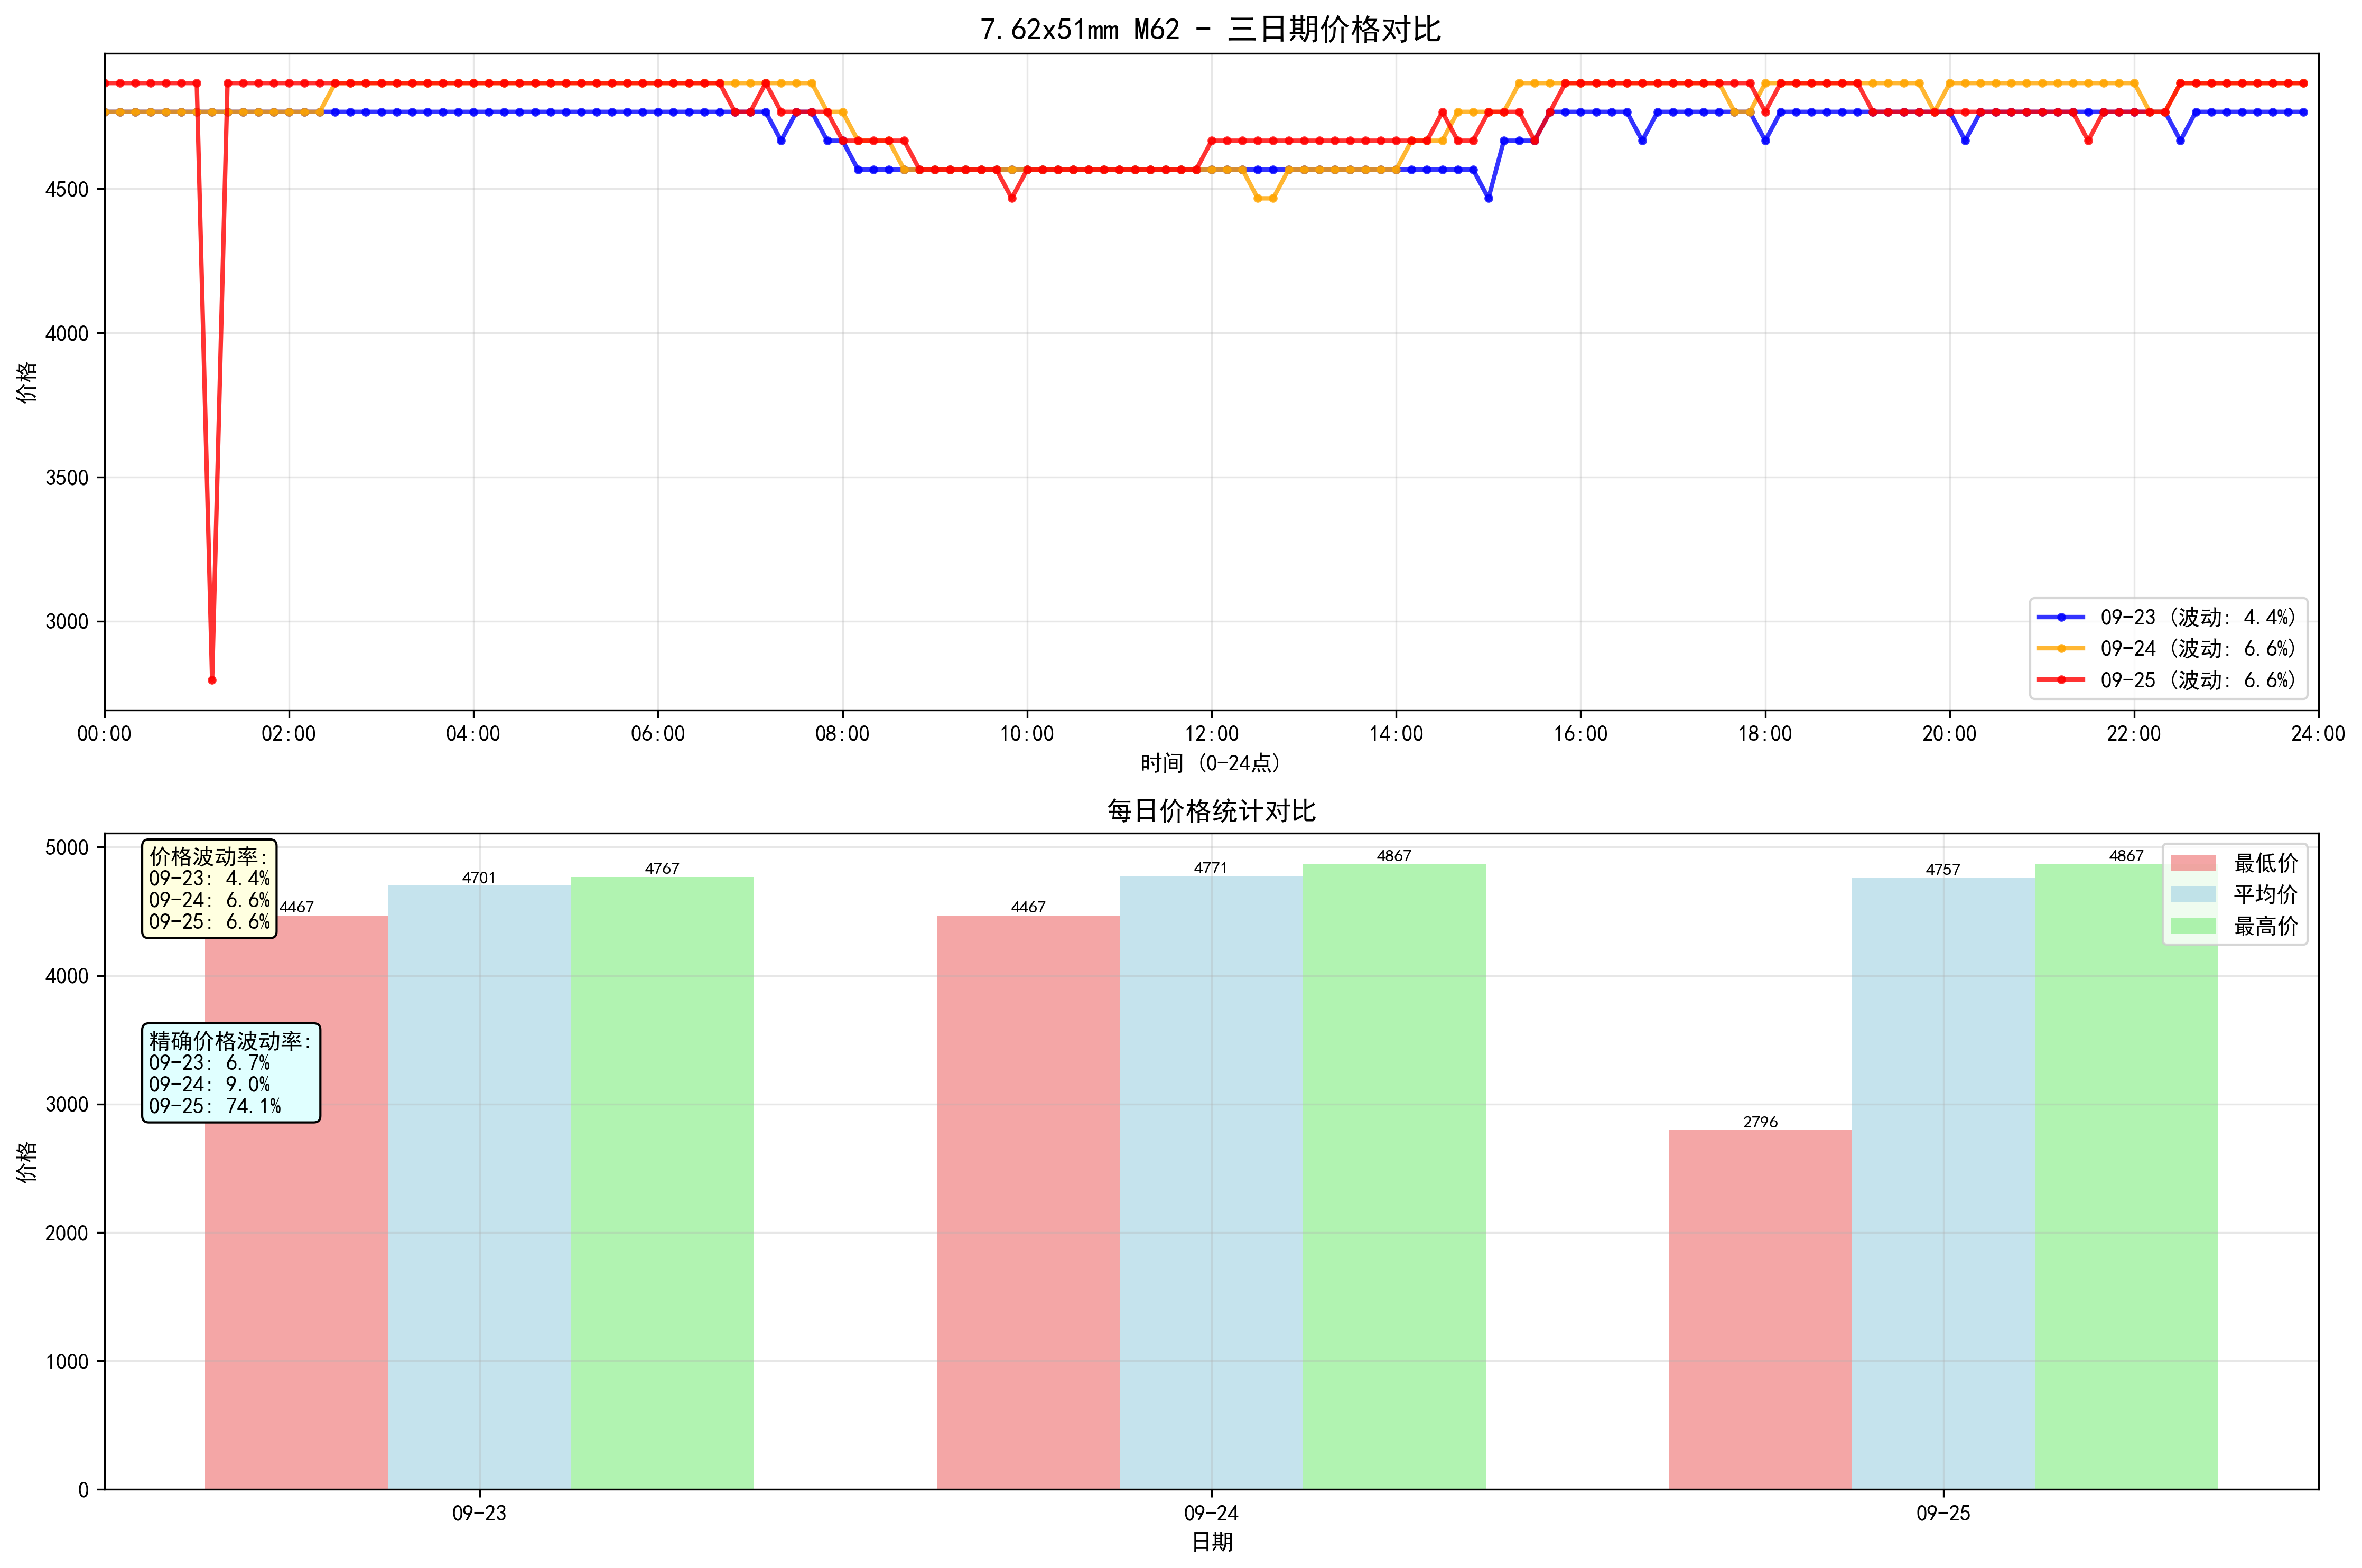 7.62x51mm M62 - 三日期价格对比
价格
4500
4000
3500
3000
09-23 (波动: 4.4%)
09-24 (波动: 6.6%)
09-25 (波动: 6.6%)
00:00 02:00 04:00 06:00 08:00 10:00 12:00 14:00 16:00 18:00 20:00 22:00 24:00
时间 (0-24点)
每日价格统计对比
价格
5000
4000
3000
2000
1000
0
价格波动率:
09-23: 4.4%
09-24: 6.6%
09-25: 6.6%
精确价格波动率:
09-23: 6.7%
09-24: 9.0%
09-25: 74.1%
4467 4701 4767
4467 4771 4867
2796 4757 4867
最低价
平均价
最高价
09-23 09-24 09-25
日期